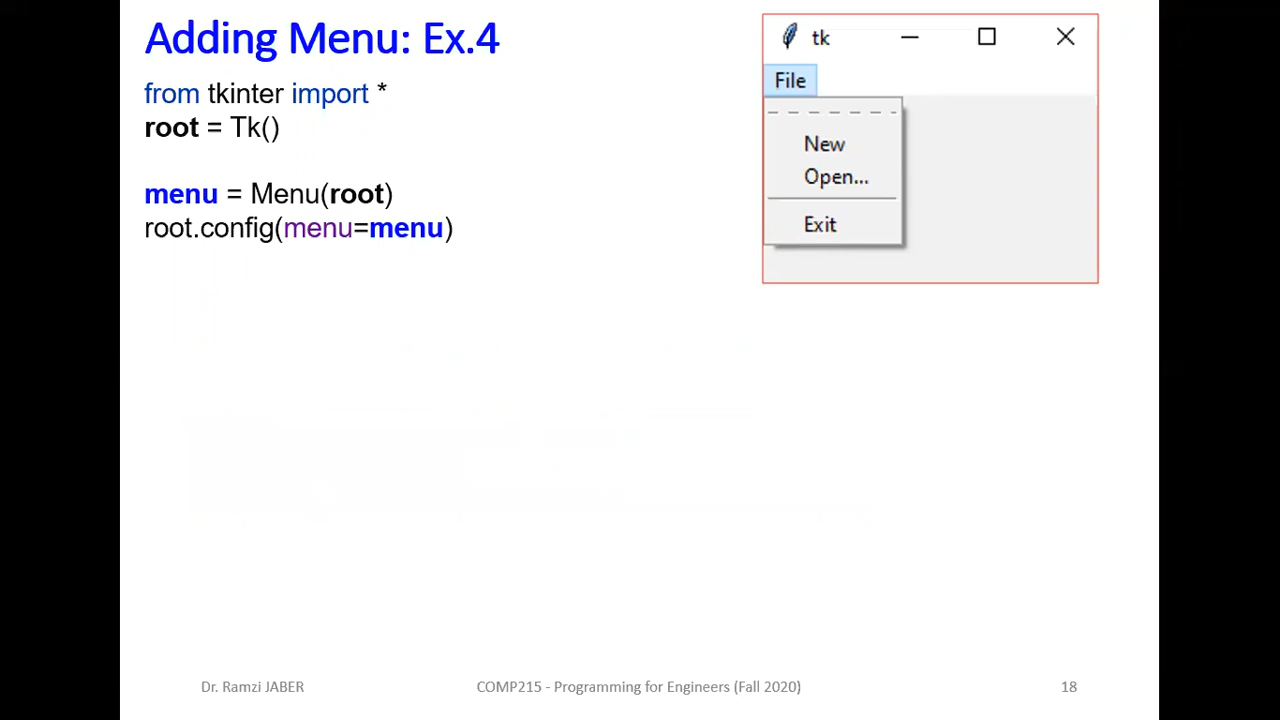 Adding Menu: Ex.4
from tkinter import *
root = Tk()
menu = Menu(root)
root.config(menu=menu)
tk
File
New
Open...
Exit
Dr. Ramzi JABER
COMP215 - Programming for Engineers (Fall 2020)
18